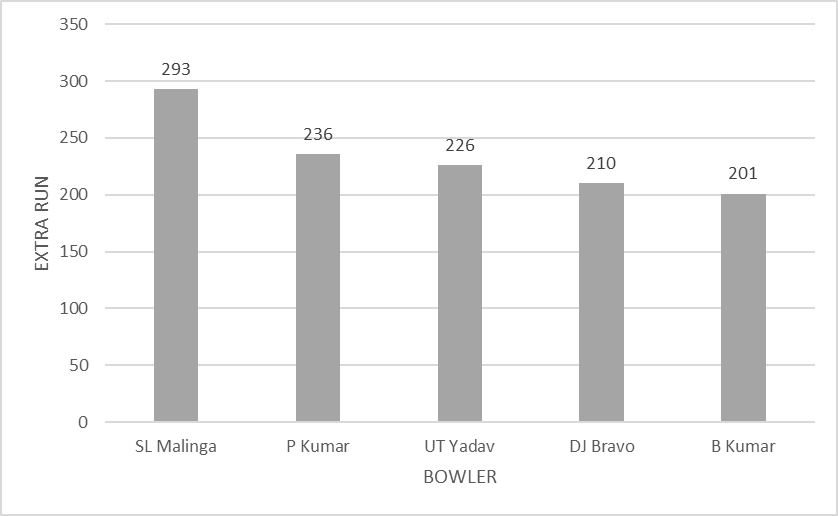 350
300
250
200
150
100
50
0
EXTRA RUN
293
236
226
210
201
SL Malinga
P Kumar
UT Yadav
DJ Bravo
B Kumar
BOWLER